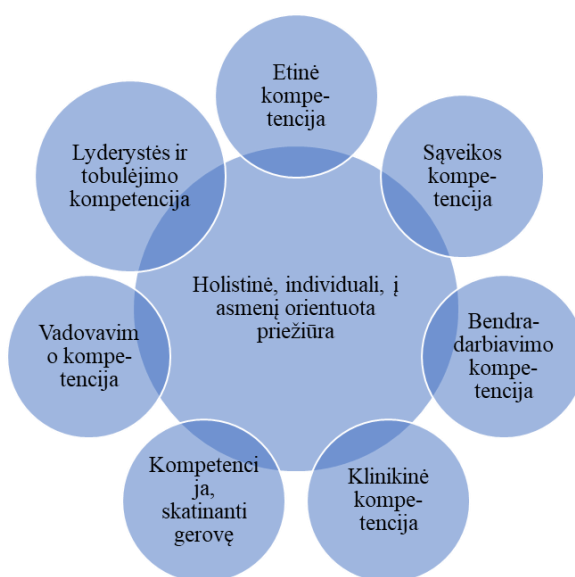 Etinė
kompe-
tencija
Lyderystės ir
tobulėjimo
kompetencija
Sąveikos
kompe-
tencija
Holistinė, individuali, į
asmenį orientuota
priežiūra
Vadovavim
o kompe-
tencija
Bendra-
darbiavimo
kompe-
tencija
Kompetenci
ja,
skatinanti
gerovę
Klinikinė
kompe-
tencija